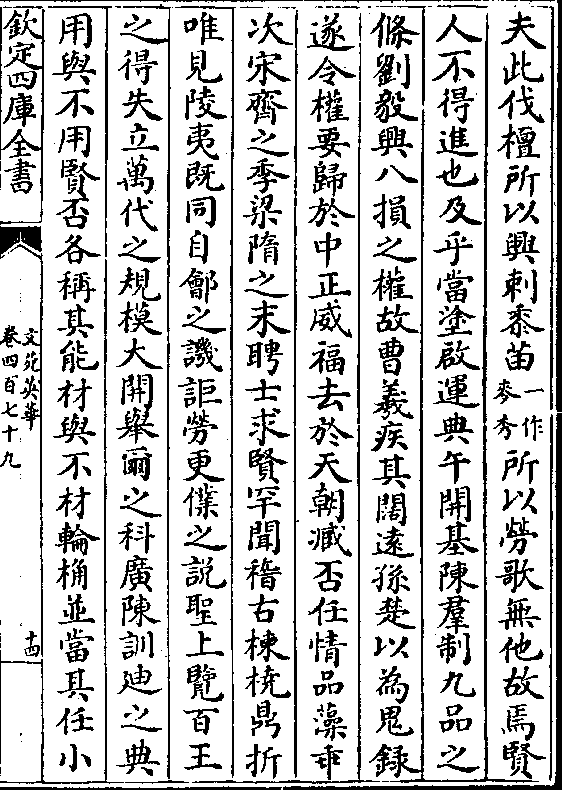 夫此伐檀所以興刺黍苗一作麥秀所以勞歌無他故焉賢
人不得進也及乎當塗啟運典午開基陳羣制九品之
條劉毅興八損之權故曹羲疾其闊遠孫楚以為鬼錄
遂令權要歸於中正威福去於天朝臧否任情品藻乖
次宋齊之季梁隋之末聘士求賢罕聞稽古棟橈鼎折
唯見陵夷既同自鄶之譏詎勞更僕之説聖上覽百王
之得失立萬代之規模大開舉爾之科廣陳訓迪之典
用與不用賢否各稱其能材與不材輪桷並當其任小
欽定四庫全書
文苑英華
卷四百七十九
十四